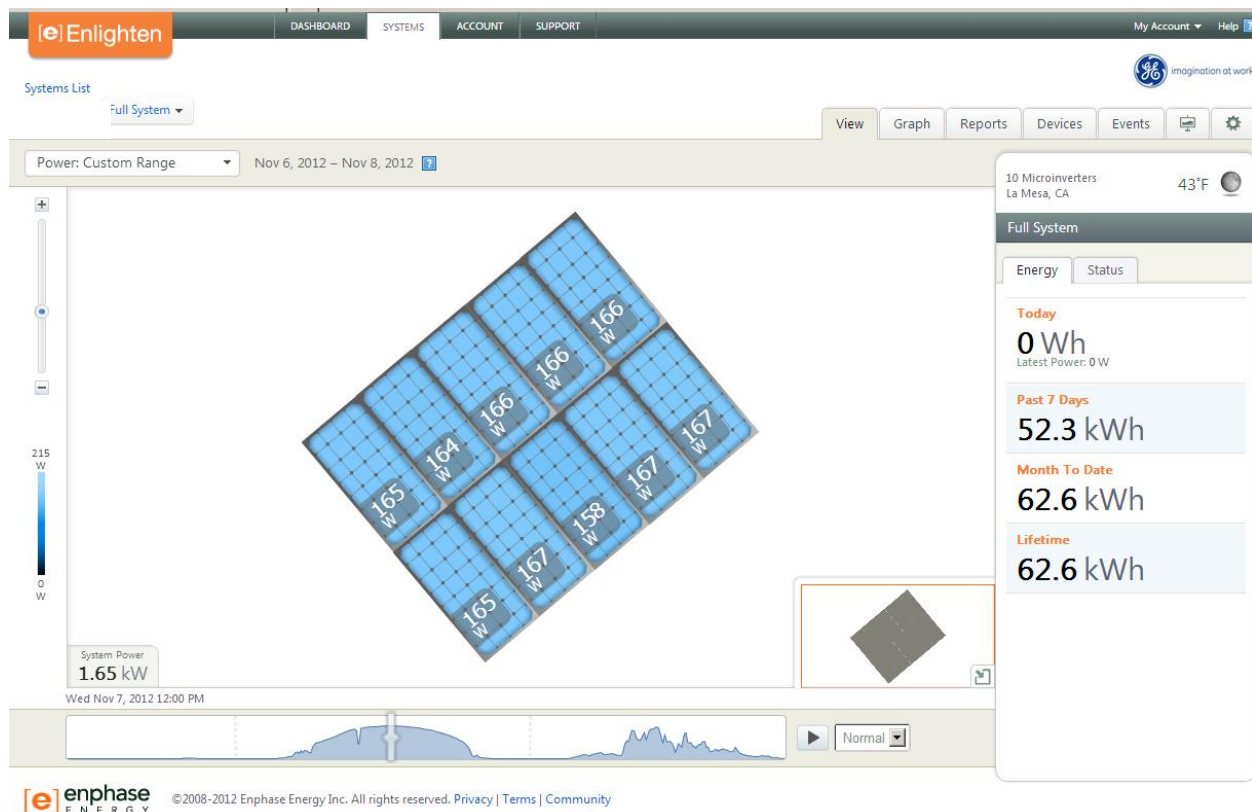 [e] Enlighten
DASHBOARD SYSTEMS ACCOUNT SUPPORT
My Account Help ?
GE imagination at work
Systems List
Full System
View Graph Reports Devices Events
Power: Custom Range
Nov 6, 2012 – Nov 8, 2012 ?
10 Microinverters
La Mesa, CA
43°F
Full System
Energy Status
Today
0 Wh
Latest Power: 0 W
Past 7 Days
52.3 kWh
Month To Date
62.6 kWh
Lifetime
62.6 kWh
+
-
215
W
0
W
165 W
164 W
166 W
166 W
166 W
165 W
167 W
158 W
167 W
167 W
System Power
1.65 kW
Wed Nov 7, 2012 12:00 PM
Normal
[e] enphase
ENERGY
©2008-2012 Enphase Energy Inc. All rights reserved. Privacy | Terms | Community